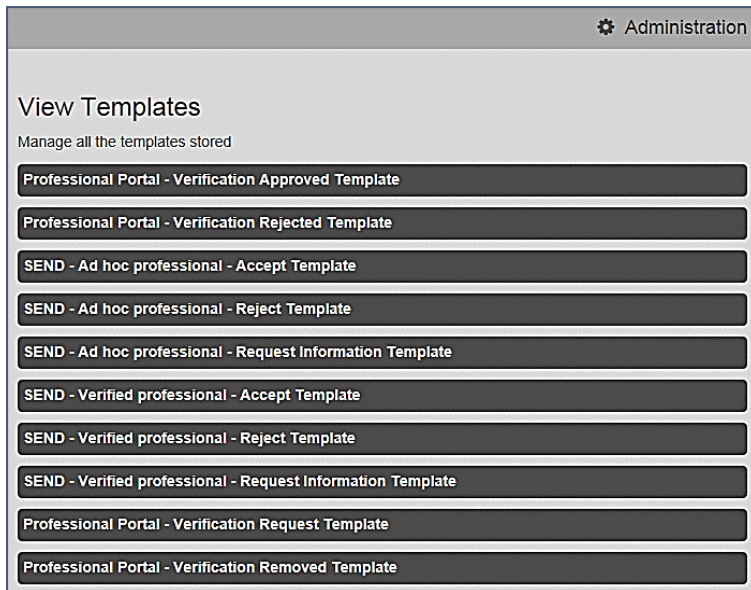 Administration
View Templates
Manage all the templates stored
Professional Portal - Verification Approved Template
Professional Portal - Verification Rejected Template
SEND - Ad hoc professional - Accept Template
SEND - Ad hoc professional - Reject Template
SEND - Ad hoc professional - Request Information Template
SEND - Verified professional - Accept Template
SEND - Verified professional - Reject Template
SEND - Verified professional - Request Information Template
Professional Portal - Verification Request Template
Professional Portal - Verification Removed Template